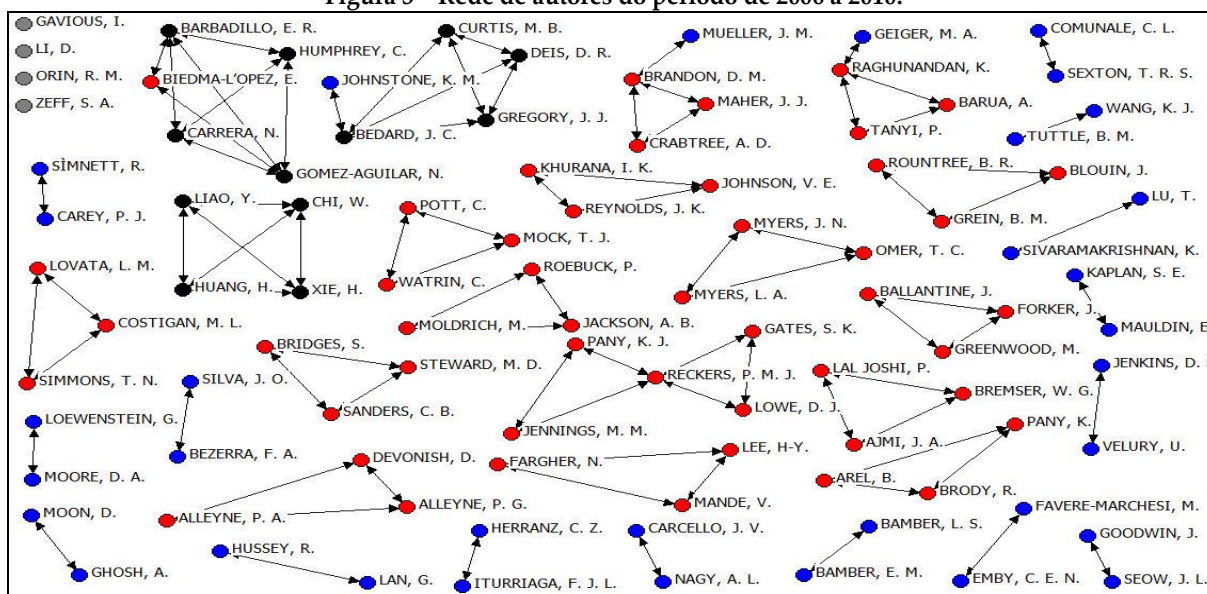 Figura 3 – Rede de autores do período de 2000 a 2010.
GAVIOUS, I.
LI, D.
ORIN, R. M.
ZEFF, S. A.
BARBADILLO, E. R.
HUMPHREY, C.
BIEDMA-L'OPEZ, E.
CARRERA, N.
GOMEZ-AGUILAR, N.
CURTIS, M. B.
DEIS, D. R.
JOHNSTONE, K. M.
GREGORY, J. J.
BEDARD, J. C.
MUELLER, J. M.
BRANDON, D. M.
MAHER, J. J.
CRABTREE, A. D.
GEIGER, M. A.
RAGHUNANDAN, K.
BARUA, A.
TANYI, P.
COMUNALE, C. L.
SEXTON, T. R. S.
WANG, K. J.
TUTTLE, B. M.
SÌMNETT, R.
CAREY, P. J.
LIAO, Y.
CHI, W.
HUANG, H.
XIE, H.
KHURANA, I. K.
JOHNSON, V. E.
REYNOLDS, J. K.
ROUNTREE, B. R.
BLOUIN, J.
GREIN, B. M.
LU, T.
SIVARAMAKRISHNAN, K.
POTT, C.
MOCK, T. J.
WATRIN, C.
MYERS, J. N.
OMER, T. C.
MYERS, L. A.
LOVATA, L. M.
COSTIGAN, M. L.
SIMMONS, T. N.
ROEBUCK, P.
MOLDRICH, M.
JACKSON, A. B.
BALLANTINE, J.
FORKER, J.
GREENWOOD, M.
KAPLAN, S. E.
MAULDIN, E
BRIDGES, S.
STEWARD, M. D.
SANDERS, C. B.
PANY, K. J.
GATES, S. K.
RECKERS, P. M. J.
LOWE, D. J.
JENNINGS, M. M.
LAL JOSHI, P.
BREMSER, W. G.
AJMI, J. A.
JENKINS, D.
VELURY, U.
SILVA, J. O.
BEZERRA, F. A.
LOEWENSTEIN, G.
MOORE, D. A.
DEVONISH, D.
ALLEYNE, P. G.
ALLEYNE, P. A.
FARGHER, N.
LEE, H-Y.
MANDE, V.
PANY, K.
AREL, B.
BRODY, R.
MOON, D.
GHOSH, A.
HUSSEY, R.
LAN, G.
HERRANZ, C. Z.
ITURRIAGA, F. J. L.
CARCELLO, J. V.
NAGY, A. L.
BAMBER, L. S.
BAMBER, E. M.
FAVERE-MARCHESI, M.
EMBY, C. E. N.
GOODWIN, J.
SEOW, J. L.